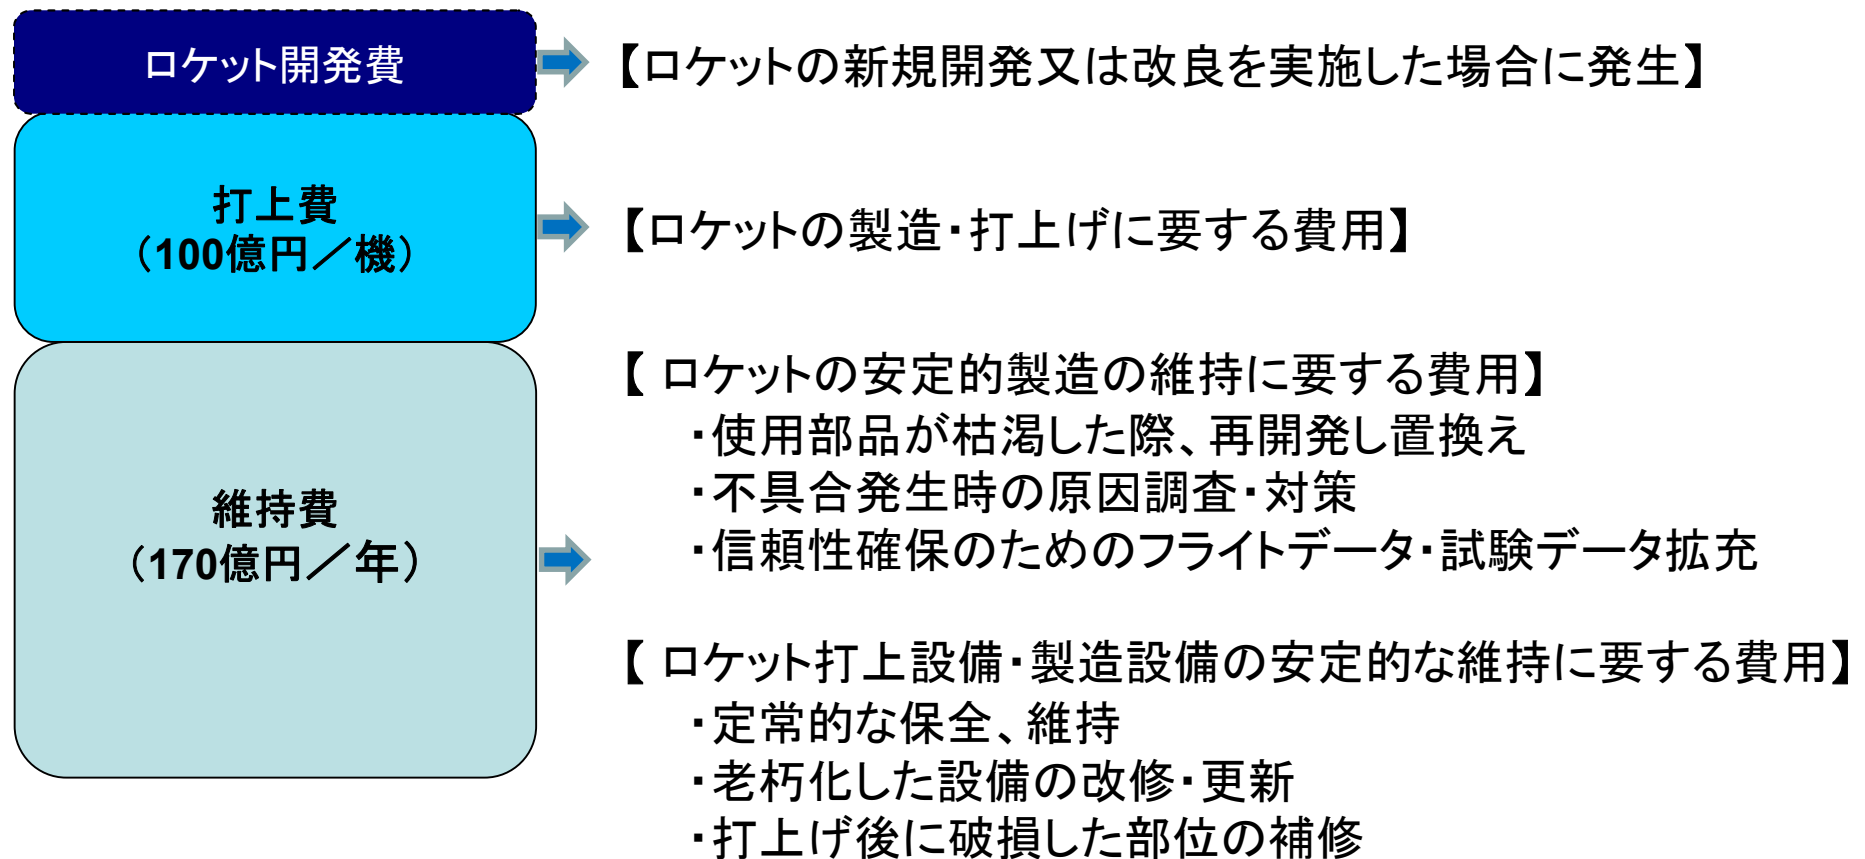 ロケット開発費
【ロケットの新規開発又は改良を実施した場合に発生】
打上費
（100億円／機）
【ロケットの製造・打上げに要する費用】
維持費
（170億円／年）
【 ロケットの安定的製造の維持に要する費用】
・使用部品が枯渇した際、再開発し置換え
・不具合発生時の原因調査・対策
・信頼性確保のためのフライトデータ・試験データ拡充
【 ロケット打上設備・製造設備の安定的な維持に要する費用】
・定常的な保全、維持
・老朽化した設備の改修・更新
・打上げ後に破損した部位の補修